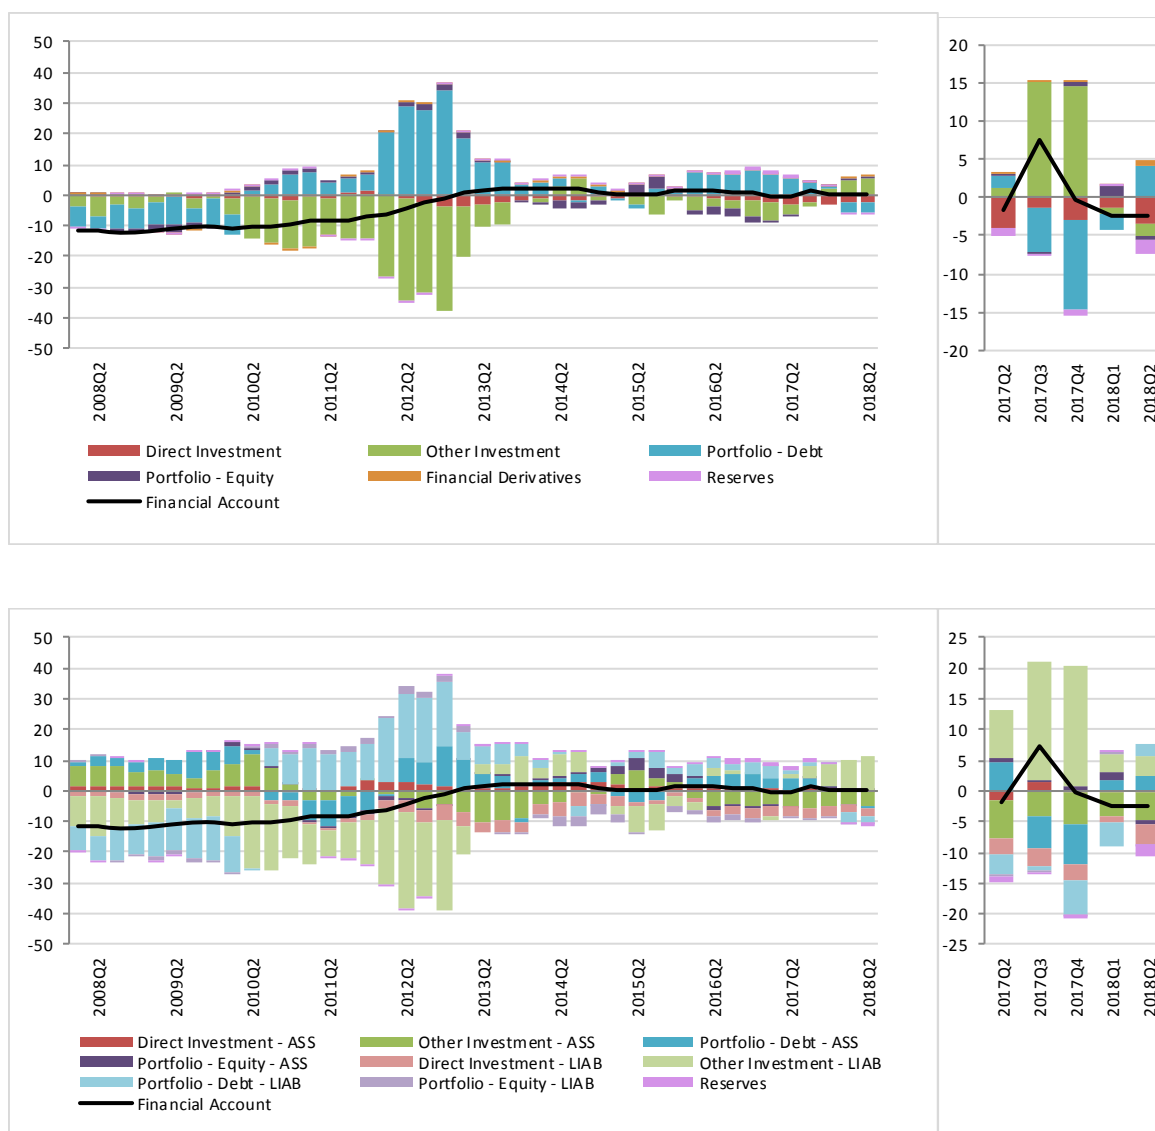 50
40
30
20
10
0
-10
-20
-30
-40
-50
2008Q2
2009Q2
2010Q2
2011Q2
2012Q2
2013Q2
2014Q2
2015Q2
2016Q2
2017Q2
2018Q2
Direct Investment Other Investment Portfolio - Debt
Portfolio - Equity Financial Derivatives Reserves
Financial Account
20
15
10
5
0
-5
-10
-15
-20
2017Q2
2017Q3
2017Q4
2018Q1
2018Q2
50
40
30
20
10
0
-10
-20
-30
-40
-50
2008Q2
2009Q2
2010Q2
2011Q2
2012Q2
2013Q2
2014Q2
2015Q2
2016Q2
2017Q2
2018Q2
Direct Investment - ASS Other Investment - ASS Portfolio - Debt - ASS
Portfolio - Equity - ASS Direct Investment - LIAB Other Investment - LIAB
Portfolio - Debt - LIAB Portfolio - Equity - LIAB Reserves
Financial Account
25
20
15
10
5
0
-5
-10
-15
-20
-25
2017Q2
2017Q3
2017Q4
2018Q1
2018Q2